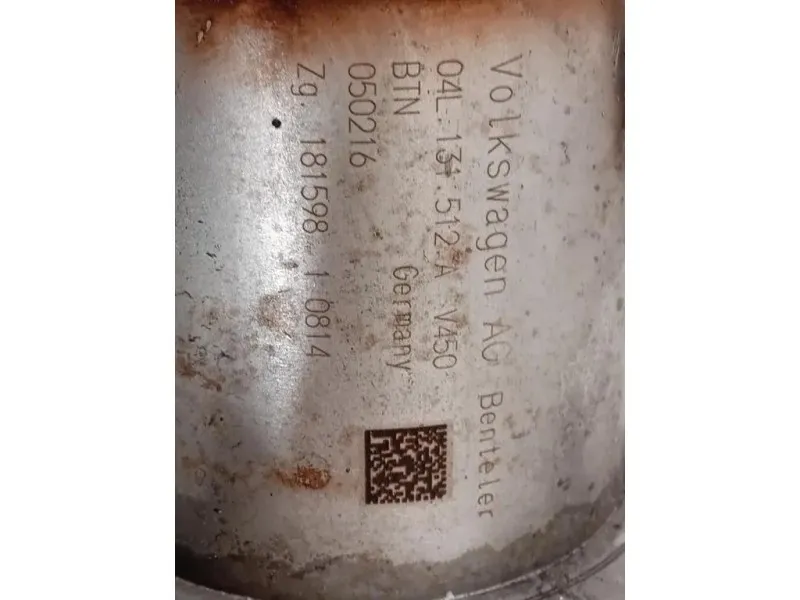 Volkswagen AG Benteler
04L.131.512 A V450
BTN Germany
050216
Zg. 181598 1 0814